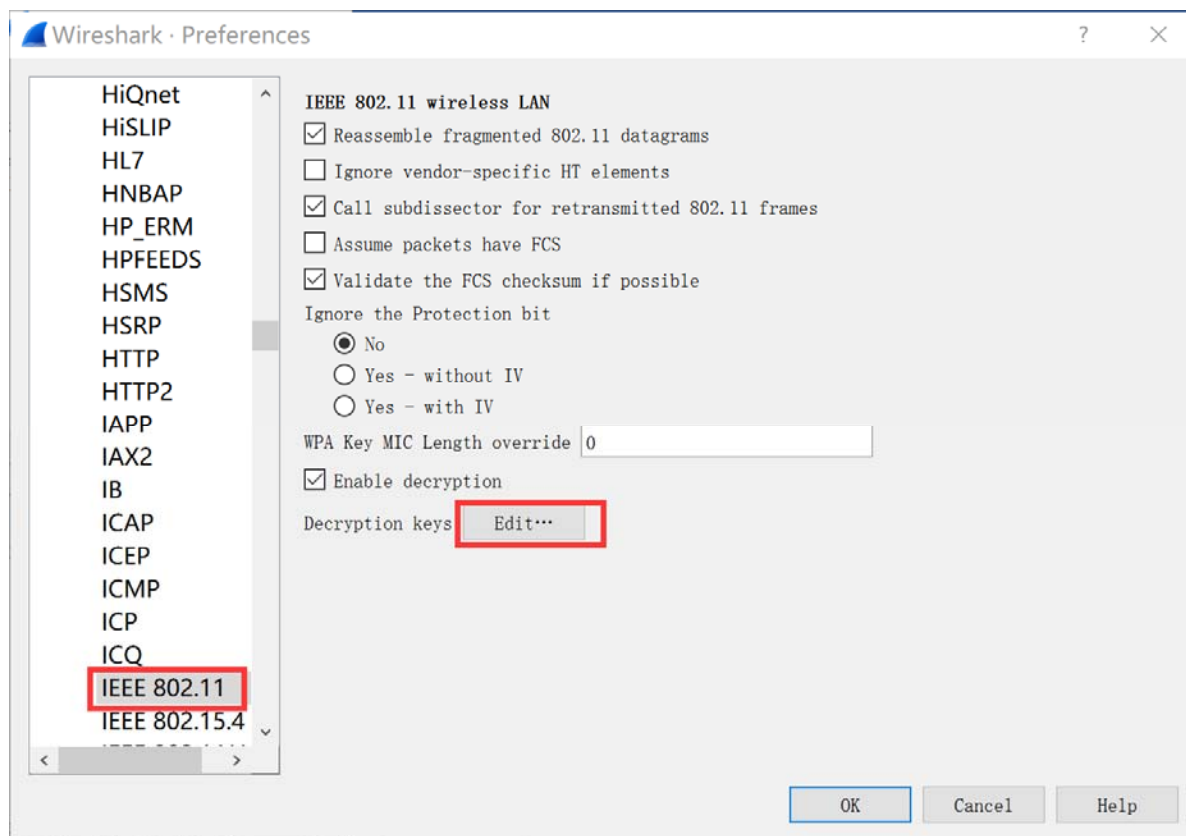 Wireshark · Preferences
?
HiQnet
HiSLIP
HL7
HNBAP
HP_ERM
HPFEEDS
HSMS
HSRP
HTTP
HTTP2
IAPP
IAX2
IB
ICAP
ICEP
ICMP
ICP
ICQ
IEEE 802.11
IEEE 802.15.4
IEEE 802.11 wireless LAN
Reassemble fragmented 802.11 datagrams
Ignore vendor-specific HT elements
Call subdissector for retransmitted 802.11 frames
Assume packets have FCS
Validate the FCS checksum if possible
Ignore the Protection bit
No
Yes - without IV
Yes - with IV
WPA Key MIC Length override 0
Enable decryption
Decryption keys Edit…
OK Cancel Help